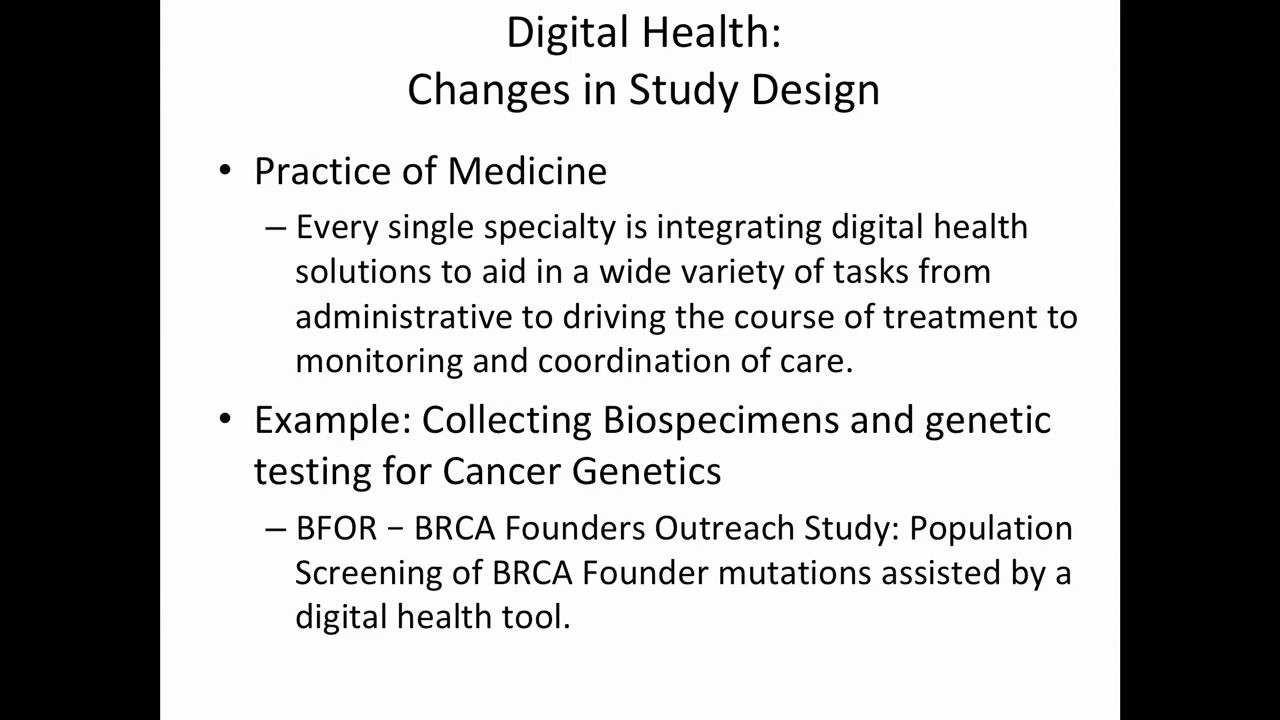 Digital Health:
Changes in Study Design
• Practice of Medicine
– Every single specialty is integrating digital health
solutions to aid in a wide variety of tasks from
administrative to driving the course of treatment to
monitoring and coordination of care.
• Example: Collecting Biospecimens and genetic
testing for Cancer Genetics
– BFOR – BRCA Founders Outreach Study: Population
Screening of BRCA Founder mutations assisted by a
digital health tool.